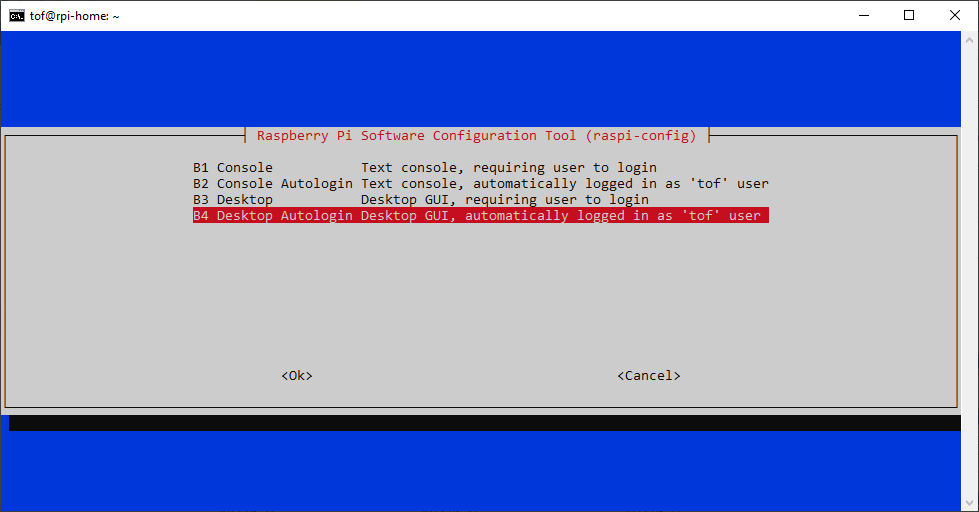 tof@rpi-home: ~
Raspberry Pi Software Configuration Tool (raspi-config)
B1 Console Text console, requiring user to login
B2 Console Autologin Text console, automatically logged in as 'tof' user
B3 Desktop Desktop GUI, requiring user to login
B4 Desktop Autologin Desktop GUI, automatically logged in as 'tof' user
<Ok> <Cancel>